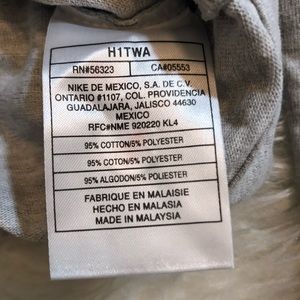 H1TWA
RN#56323 CA#05553
NIKE DE MEXICO, S.A. DE C.V.
ONTARIO #1107, COL. PROVIDENCIA
GUADALAJARA, JALISCO 44630
MEXICO
RFC#NME 920220 KL4
95% COTTON/5% POLYESTER
95% COTON/5% POLYESTER
95% ALGODON/5% POLIESTER
FABRIQUE EN MALAISIE
HECHO EN MALASIA
MADE IN MALAYSIA